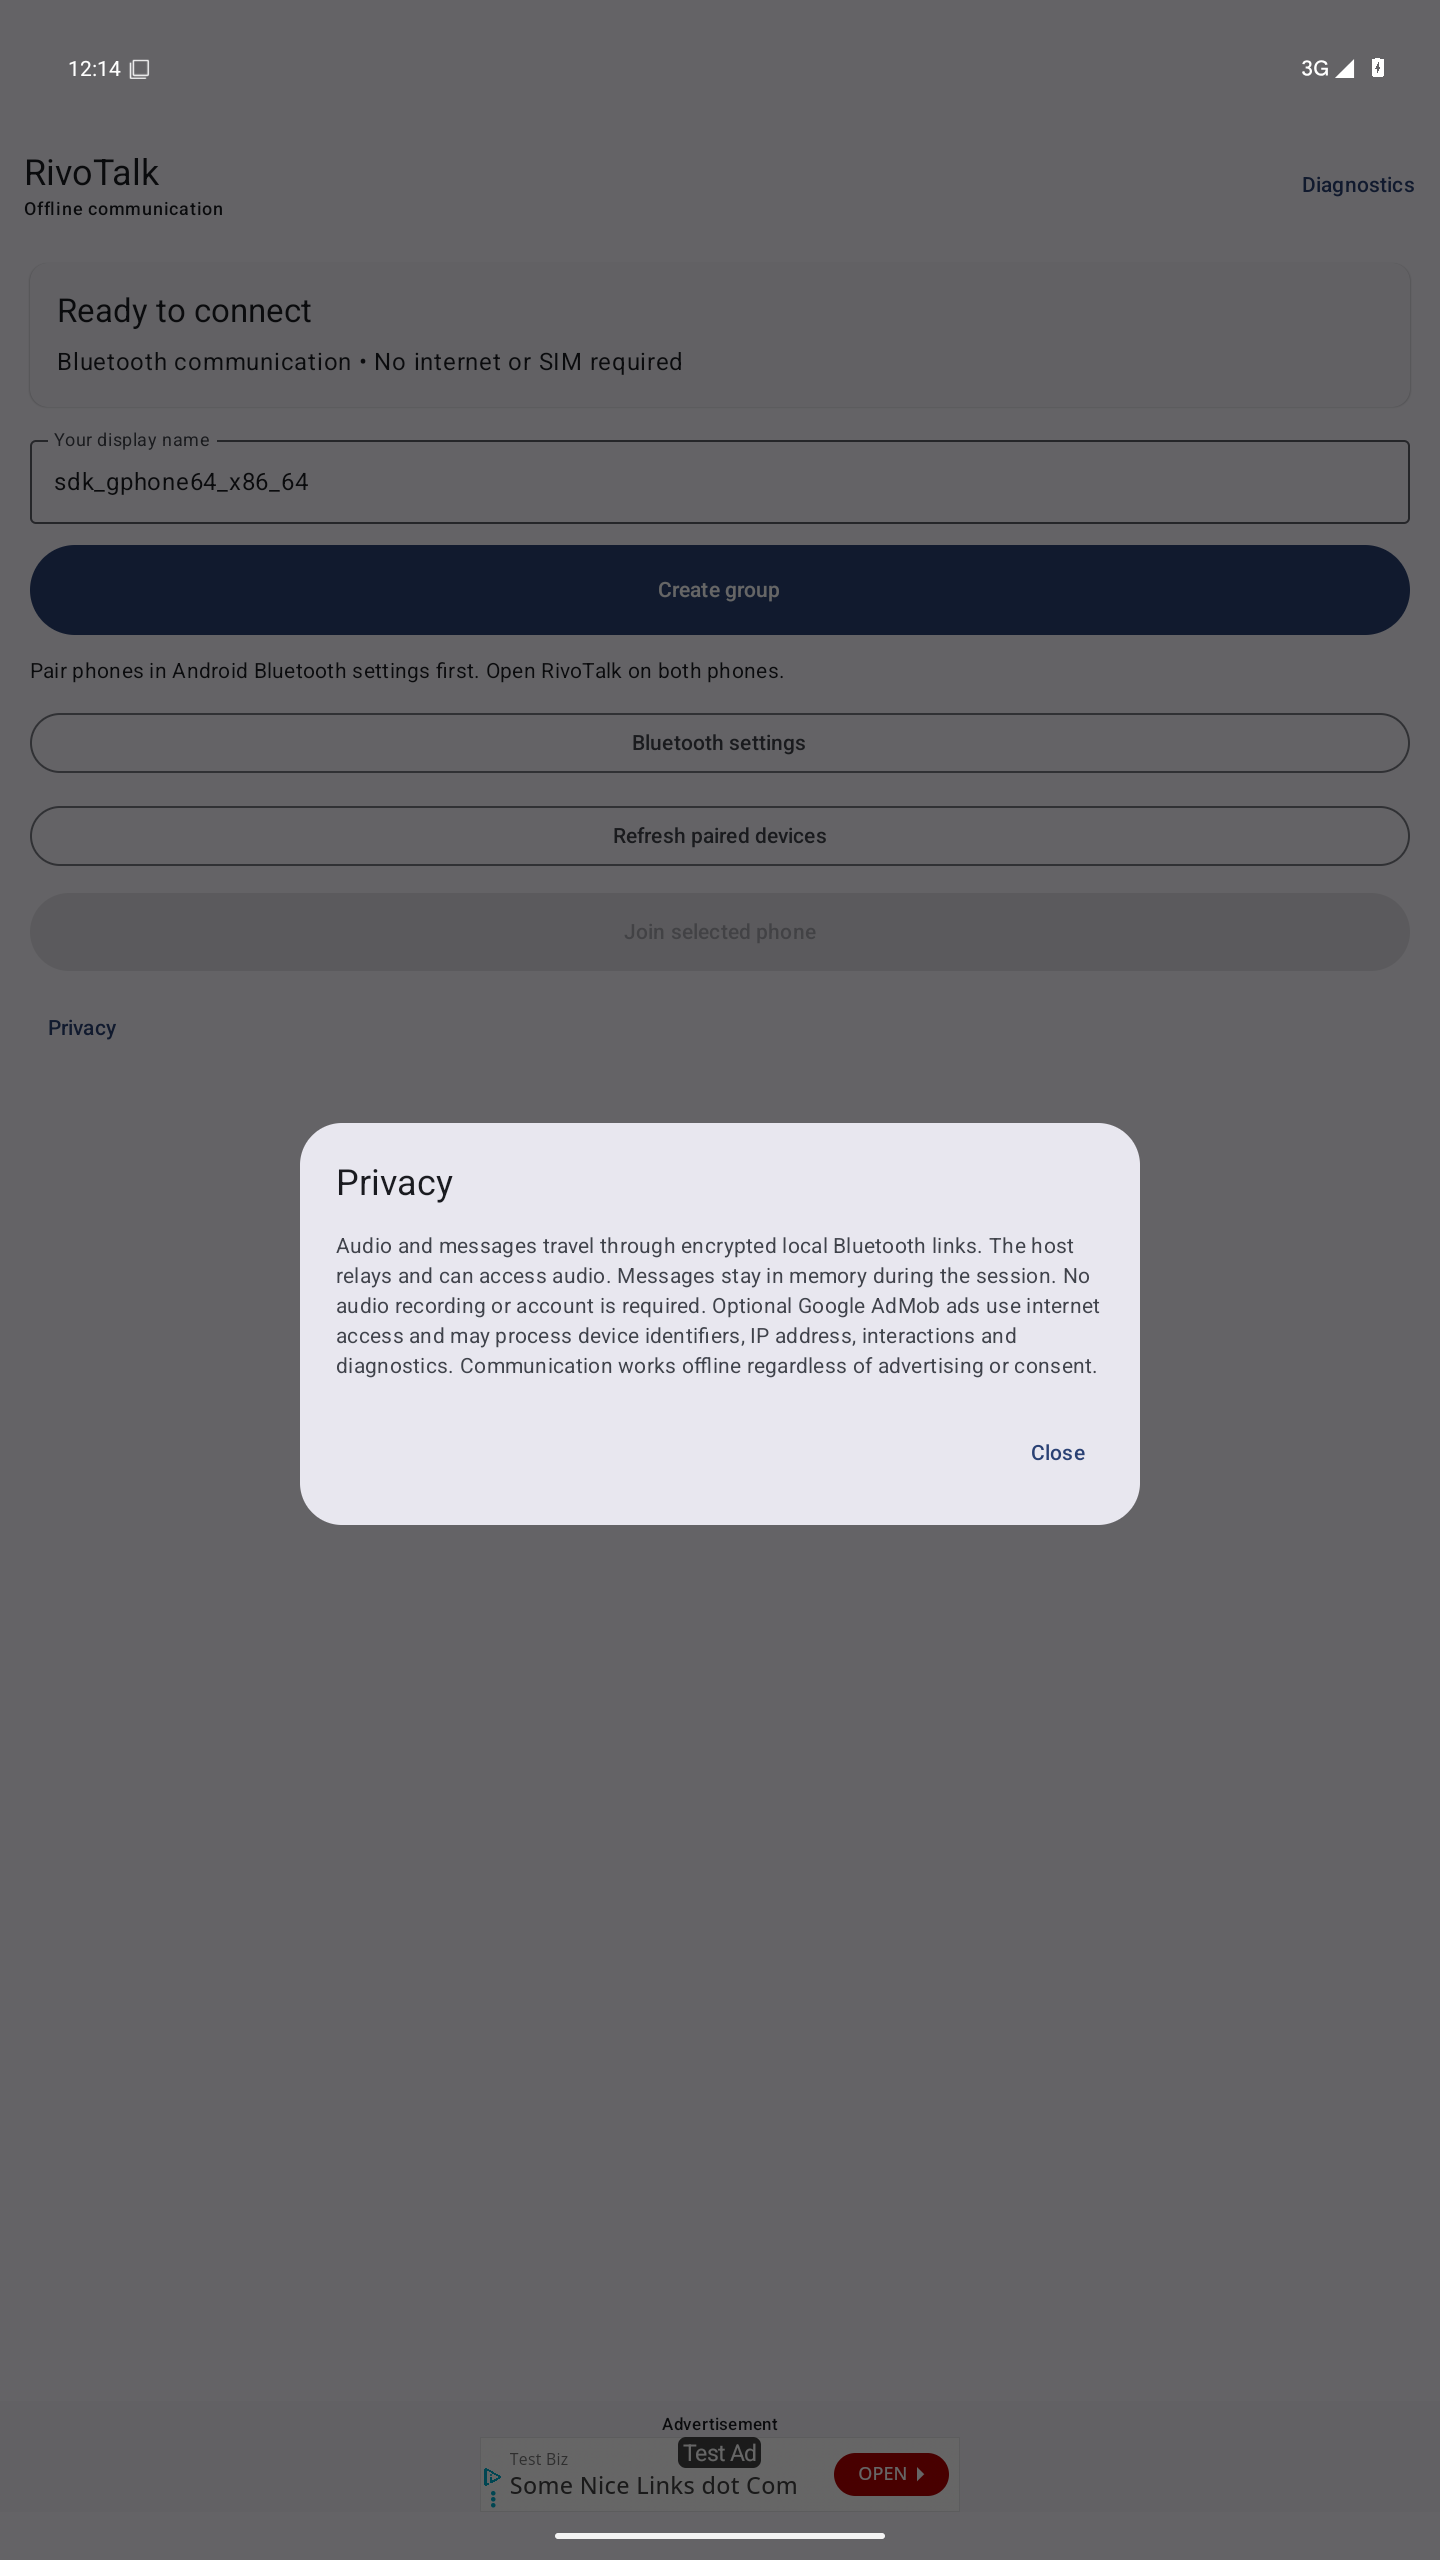 12:14
3G
RivoTalk
Offline communication
Diagnostics
Ready to connect
Bluetooth communication • No internet or SIM required
Your display name
sdk_gphone64_x86_64
Create group
Pair phones in Android Bluetooth settings first. Open RivoTalk on both phones.
Bluetooth settings
Refresh paired devices
Join selected phone
Privacy
Privacy
Audio and messages travel through encrypted local Bluetooth links. The host
relays and can access audio. Messages stay in memory during the session. No
audio recording or account is required. Optional Google AdMob ads use internet
access and may process device identifiers, IP address, interactions and
diagnostics. Communication works offline regardless of advertising or consent.
Close
Advertisement
Test Ad
Test Biz
Some Nice Links dot Com
OPEN